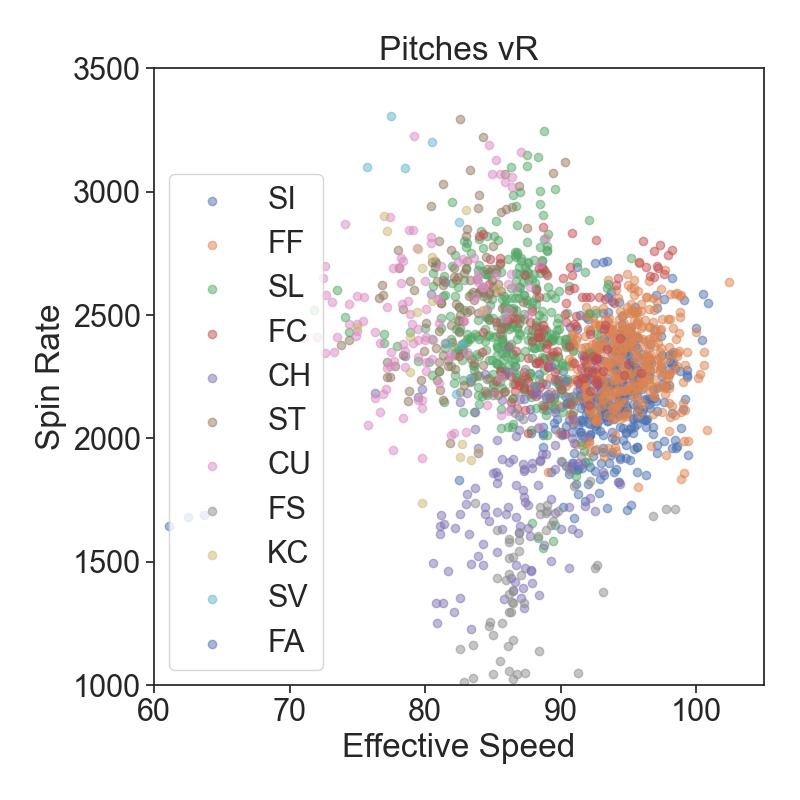 Pitches vR
3500
3000
2500
2000
1500
1000
Spin Rate
SI
FF
SL
FC
CH
ST
CU
FS
KC
SV
FA
60 70 80 90 100
Effective Speed